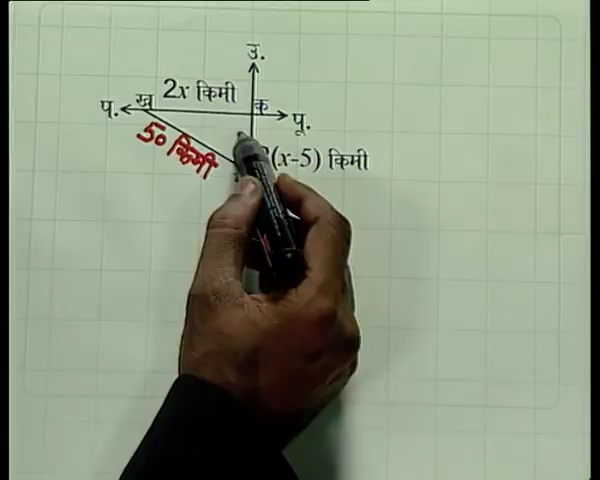 उ.
2x किमी
प.
ख
क
पू.
50 किमी
(x-5) किमी